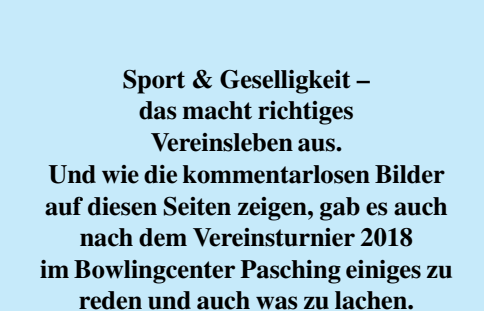 Sport & Geselligkeit –
das macht richtiges
Vereinsleben aus.
Und wie die kommentarlosen Bilder
auf diesen Seiten zeigen, gab es auch
nach dem Vereinsturnier 2018
im Bowlingcenter Pasching einiges zu
reden und auch was zu lachen.